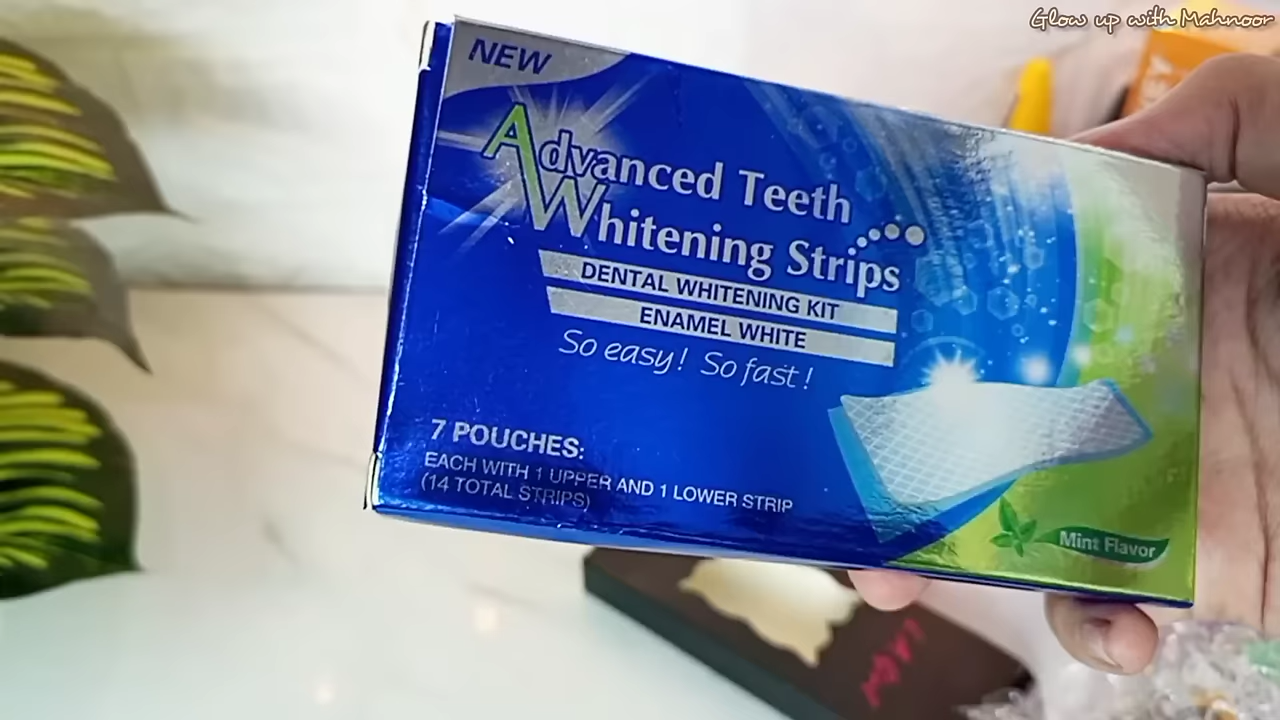 Glow up with Mahnoor
NEW
Advanced Teeth
Whitening Strips
DENTAL WHITENING KIT
ENAMEL WHITE
So easy! So fast!
7 POUCHES:
EACH WITH 1 UPPER AND 1 LOWER STRIP
(14 TOTAL STRIPS)
Mint Flavor